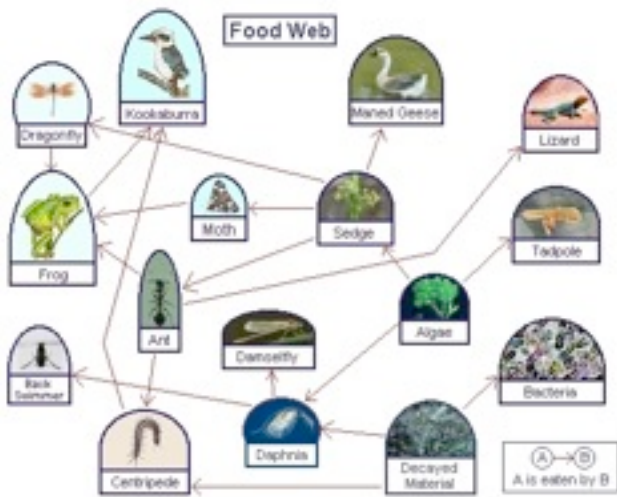 Food Web
Kookaburra
Maned Geese
Dragonfly
Lizard
Moth
Sedge
Tadpole
Frog
Ant
Damselfly
Algae
Back
Swimmer
Bacteria
Daphnia
Centripede
Decayed
Material
A → B
A is eaten by B